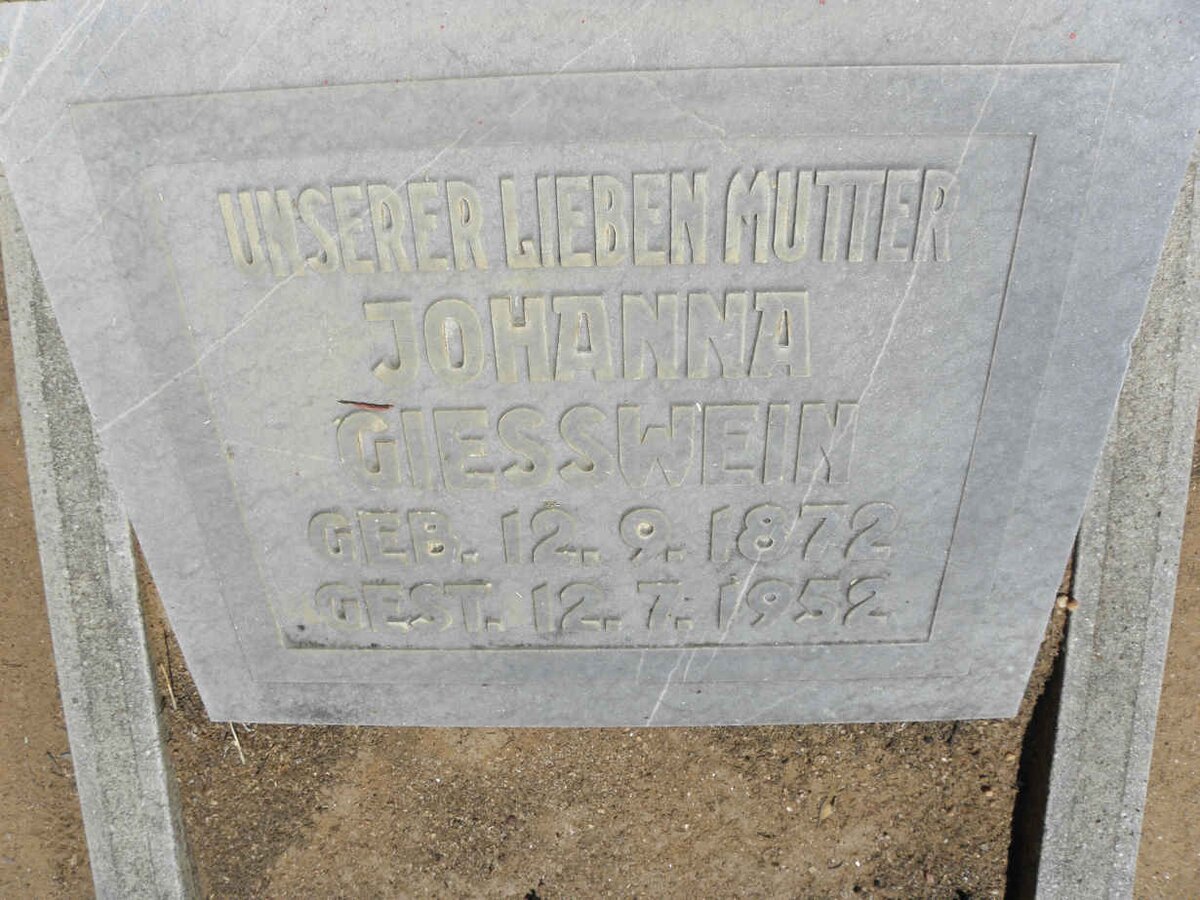 UNSERER LIEBEN MUTTER
JOHANNA
GIESSWEIN
GEB. 12. 9. 1872
GEST. 12. 7. 1952